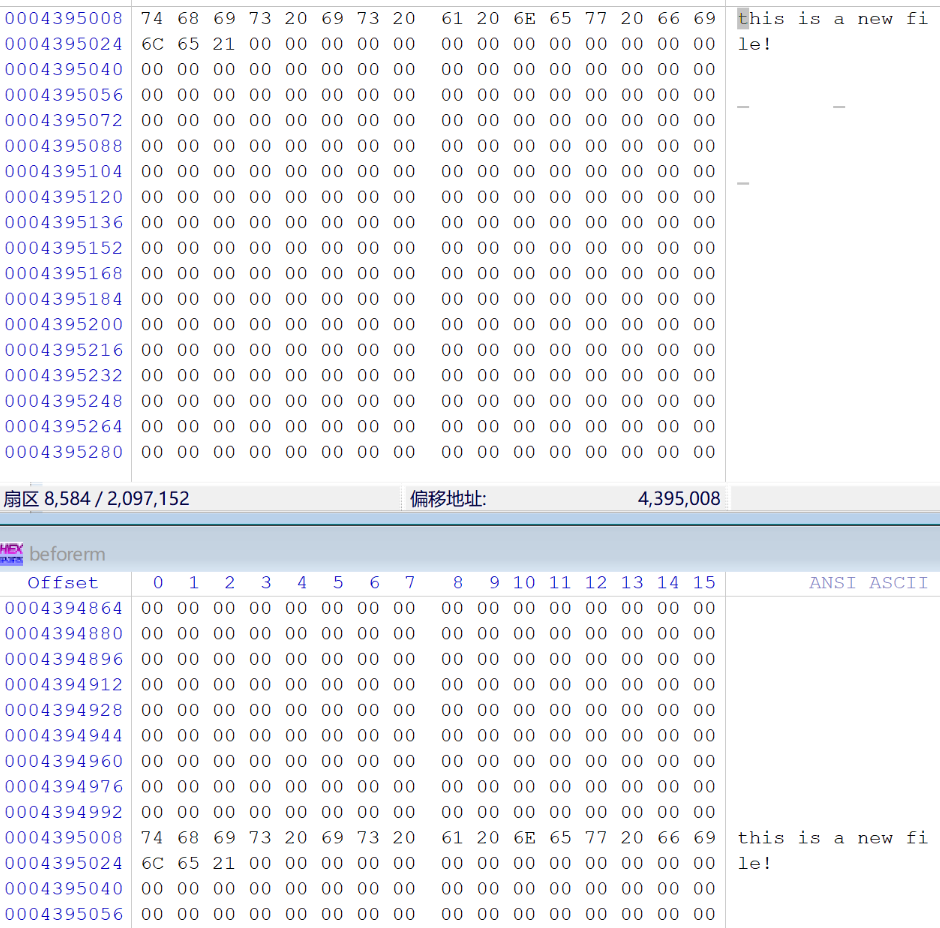 0004395008 74 68 69 73 20 69 73 20 61 20 6E 65 77 20 66 69 this is a new fi
0004395024 6C 65 21 00 00 00 00 00 00 00 00 00 00 00 00 00 le!
0004395040 00 00 00 00 00 00 00 00 00 00 00 00 00 00 00 00
0004395056 00 00 00 00 00 00 00 00 00 00 00 00 00 00 00 00
0004395072 00 00 00 00 00 00 00 00 00 00 00 00 00 00 00 00
0004395088 00 00 00 00 00 00 00 00 00 00 00 00 00 00 00 00
0004395104 00 00 00 00 00 00 00 00 00 00 00 00 00 00 00 00
0004395120 00 00 00 00 00 00 00 00 00 00 00 00 00 00 00 00
0004395136 00 00 00 00 00 00 00 00 00 00 00 00 00 00 00 00
0004395152 00 00 00 00 00 00 00 00 00 00 00 00 00 00 00 00
0004395168 00 00 00 00 00 00 00 00 00 00 00 00 00 00 00 00
0004395184 00 00 00 00 00 00 00 00 00 00 00 00 00 00 00 00
0004395200 00 00 00 00 00 00 00 00 00 00 00 00 00 00 00 00
0004395216 00 00 00 00 00 00 00 00 00 00 00 00 00 00 00 00
0004395232 00 00 00 00 00 00 00 00 00 00 00 00 00 00 00 00
0004395248 00 00 00 00 00 00 00 00 00 00 00 00 00 00 00 00
0004395264 00 00 00 00 00 00 00 00 00 00 00 00 00 00 00 00
0004395280 00 00 00 00 00 00 00 00 00 00 00 00 00 00 00 00
扇区 8,584 / 2,097,152 偏移地址: 4,395,008
HEX beforerm
Offset 0 1 2 3 4 5 6 7 8 9 10 11 12 13 14 15 ANSI ASCII
0004394864 00 00 00 00 00 00 00 00 00 00 00 00 00 00 00 00
0004394880 00 00 00 00 00 00 00 00 00 00 00 00 00 00 00 00
0004394896 00 00 00 00 00 00 00 00 00 00 00 00 00 00 00 00
0004394912 00 00 00 00 00 00 00 00 00 00 00 00 00 00 00 00
0004394928 00 00 00 00 00 00 00 00 00 00 00 00 00 00 00 00
0004394944 00 00 00 00 00 00 00 00 00 00 00 00 00 00 00 00
0004394960 00 00 00 00 00 00 00 00 00 00 00 00 00 00 00 00
0004394976 00 00 00 00 00 00 00 00 00 00 00 00 00 00 00 00
0004394992 00 00 00 00 00 00 00 00 00 00 00 00 00 00 00 00
0004395008 74 68 69 73 20 69 73 20 61 20 6E 65 77 20 66 69 this is a new fi
0004395024 6C 65 21 00 00 00 00 00 00 00 00 00 00 00 00 00 le!
0004395040 00 00 00 00 00 00 00 00 00 00 00 00 00 00 00 00
0004395056 00 00 00 00 00 00 00 00 00 00 00 00 00 00 00 00